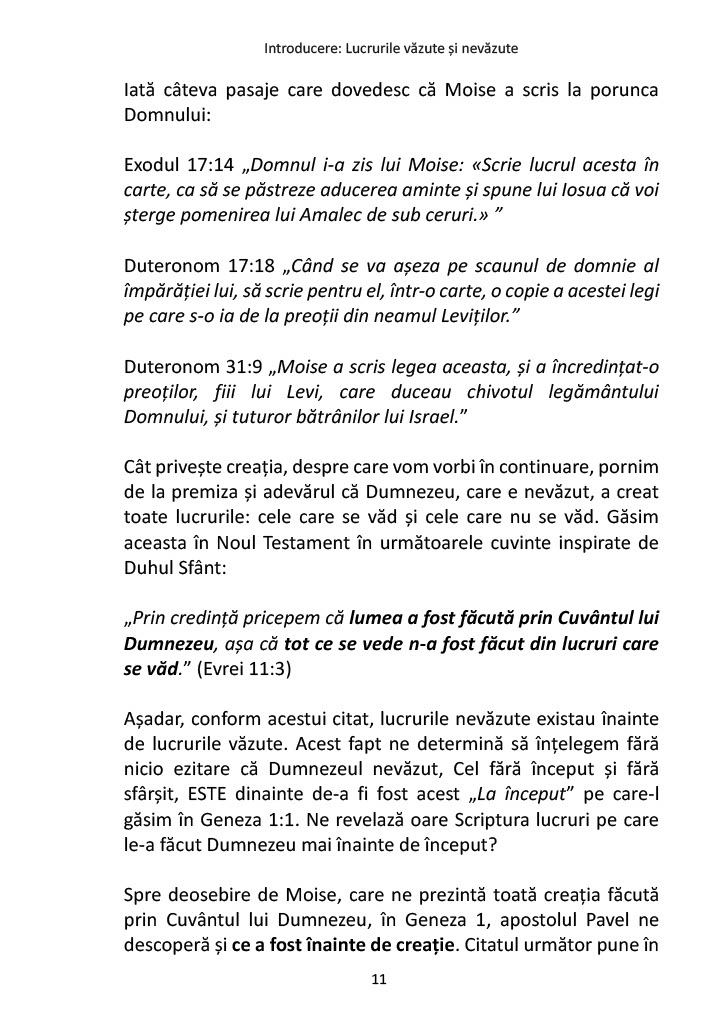 Introducere: Lucrurile văzute și nevăzute
Iată câteva pasaje care dovedesc că Moise a scris la porunca
Domnului:
Exodul 17:14 „Domnul i-a zis lui Moise: «Scrie lucrul acesta în
carte, ca să se păstreze aducerea aminte și spune lui Iosua că voi
șterge pomenirea lui Amalec de sub ceruri.» ”
Duteronom 17:18 „Când se va așeza pe scaunul de domnie al
împărăției lui, să scrie pentru el, într-o carte, o copie a acestei legi
pe care s-o ia de la preoții din neamul Leviților.”
Duteronom 31:9 „Moise a scris legea aceasta, și a încredințat-o
preoților, fiii lui Levi, care duceau chivotul legământului
Domnului, și tuturor bătrânilor lui Israel.”
Cât privește creația, despre care vom vorbi în continuare, pornim
de la premiza și adevărul că Dumnezeu, care e nevăzut, a creat
toate lucrurile: cele care se văd și cele care nu se văd. Găsim
aceasta în Noul Testament în următoarele cuvinte inspirate de
Duhul Sfânt:
„Prin credință pricepem că lumea a fost făcută prin Cuvântul lui
Dumnezeu, așa că tot ce se vede n-a fost făcut din lucruri care
se văd.” (Evrei 11:3)
Așadar, conform acestui citat, lucrurile nevăzute existau înainte
de lucrurile văzute. Acest fapt ne determină să înțelegem fără
nicio ezitare că Dumnezeul nevăzut, Cel fără început și fără
sfârșit, ESTE dinainte de-a fi fost acest „La început” pe care-l
găsim în Geneza 1:1. Ne revelază oare Scriptura lucruri pe care
le-a făcut Dumnezeu mai înainte de început?
Spre deosebire de Moise, care ne prezintă toată creația făcută
prin Cuvântul lui Dumnezeu, în Geneza 1, apostolul Pavel ne
descoperă și ce a fost înainte de creație. Citatul următor pune în
11